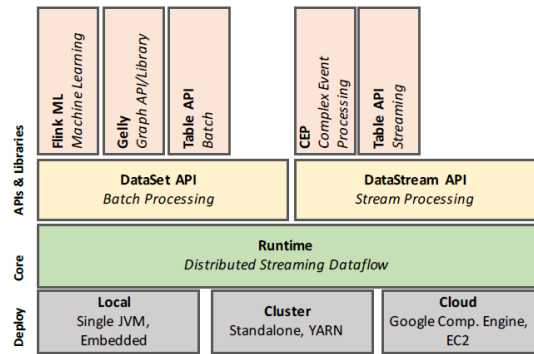 Flink ML
Machine Learning
Gelly
Graph API/Library
Table API
Batch
CEP
Complex Event
Processing
Table API
Streaming
APIs & Libraries
DataSet API
Batch Processing
DataStream API
Stream Processing
Core
Runtime
Distributed Streaming Dataflow
Deploy
Local
Single JVM,
Embedded
Cluster
Standalone, YARN
Cloud
Google Comp. Engine,
EC2